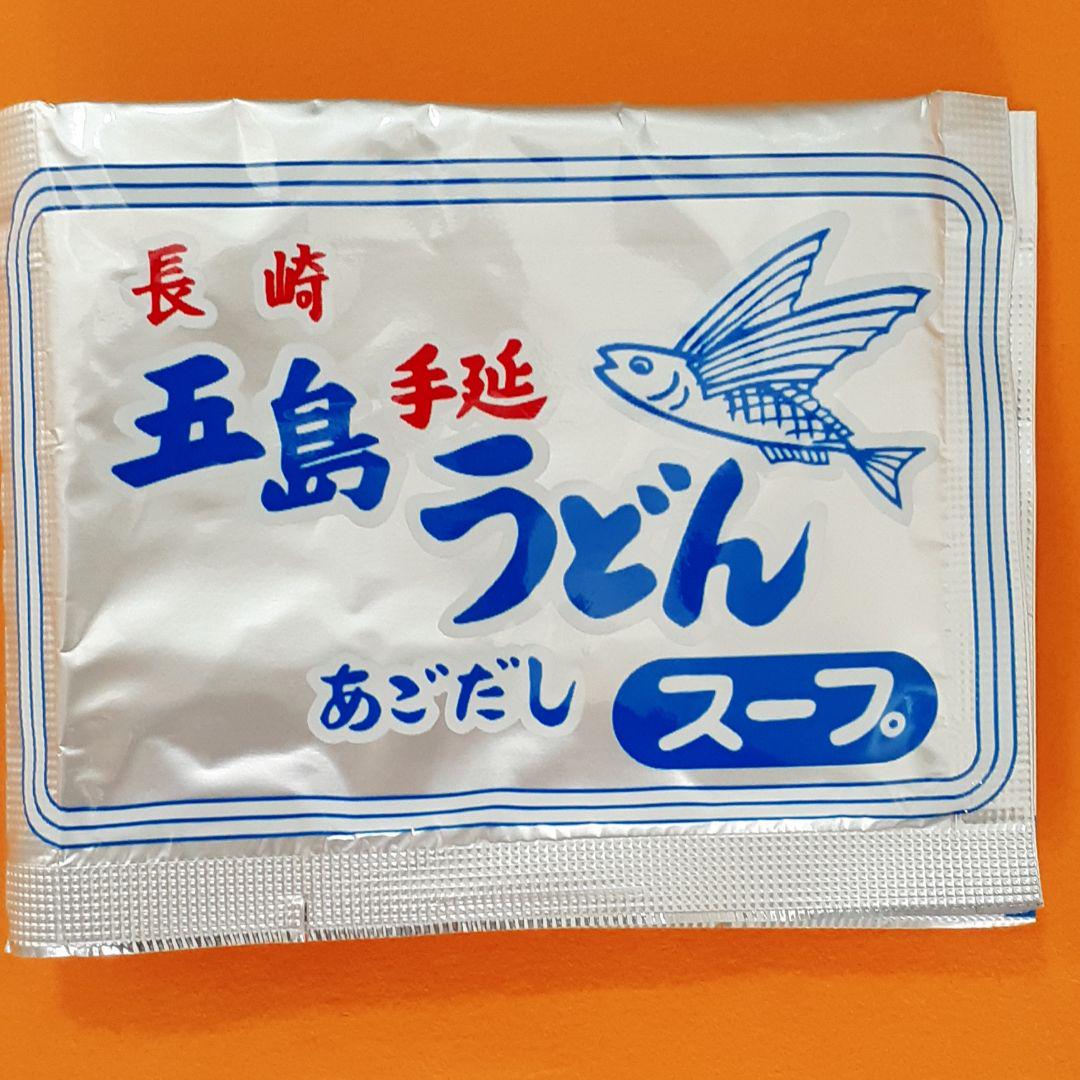 長崎
五島手延うどん
あごだしスープ